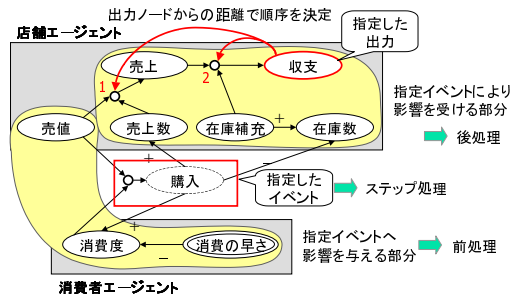 出力ノードからの距離で順序を決定
店舗エージェント
指定した
出力
売上
2
収支
1
指定イベントにより
影響を受ける部分
後処理
売値
売上数
在庫補充
+
在庫数
+
−
購入
指定した
イベント
ステップ処理
+
消費度
−
消費の早さ
指定イベントへ
影響を与える部分
前処理
消費者エージェント